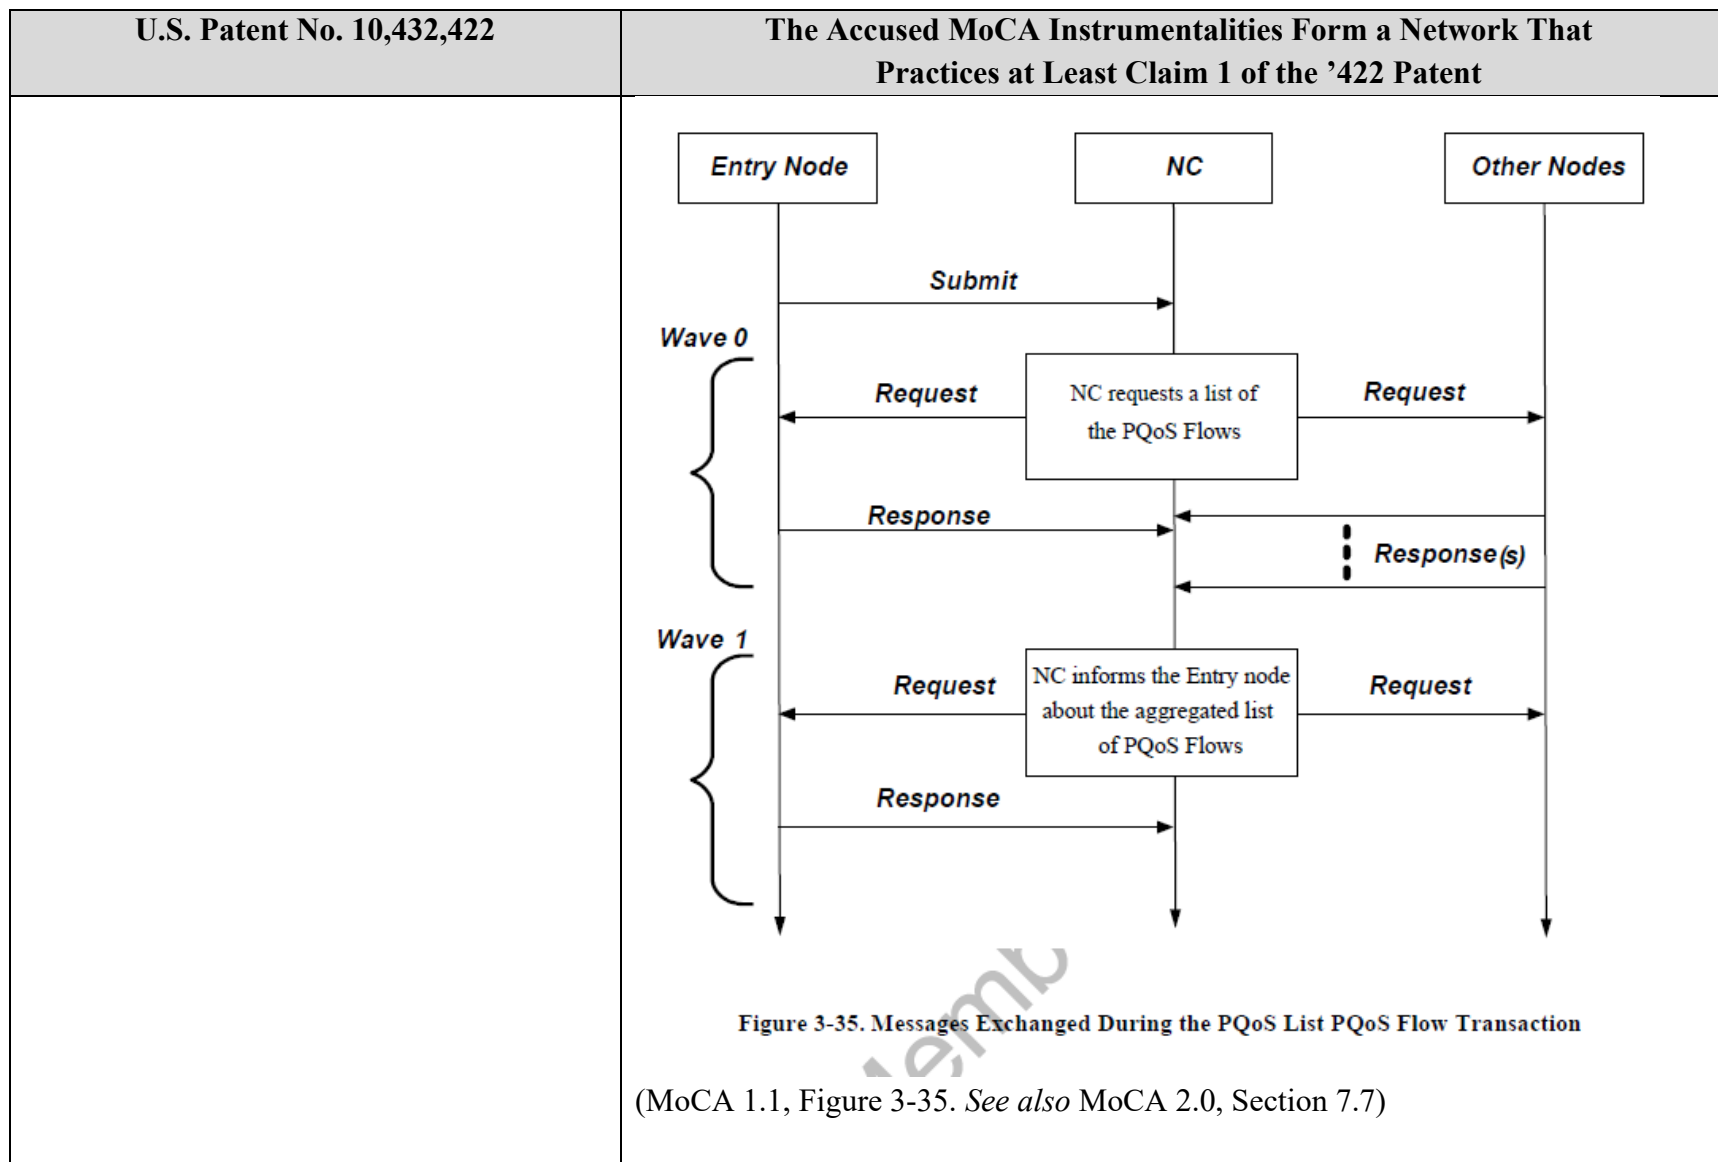 U.S. Patent No. 10,432,422
The Accused MoCA Instrumentalities Form a Network That
Practices at Least Claim 1 of the ’422 Patent
Entry Node
NC
Other Nodes
Submit
Wave 0
Request
NC requests a list of
the PQoS Flows
Request
Response
Response(s)
Wave 1
Request
NC informs the Entry node
about the aggregated list
of PQoS Flows
Request
Response
Figure 3-35. Messages Exchanged During the PQoS List PQoS Flow Transaction
(MoCA 1.1, Figure 3-35. See also MoCA 2.0, Section 7.7)